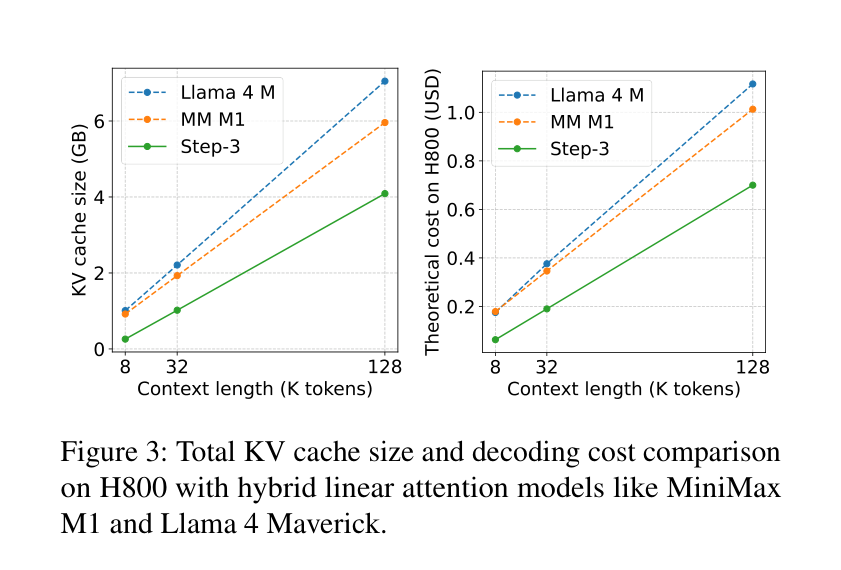 Llama 4 M
MM M1
Step-3
KV cache size (GB)
6
4
2
0
8 32 128
Context length (K tokens)
Llama 4 M
MM M1
Step-3
Theoretical cost on H800 (USD)
1.0
0.8
0.6
0.4
0.2
8 32 128
Context length (K tokens)
Figure 3: Total KV cache size and decoding cost comparison
on H800 with hybrid linear attention models like MiniMax
M1 and Llama 4 Maverick.